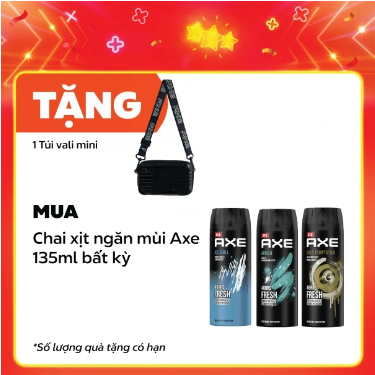 TẶNG
1 Túi vali mini
MUA
Chai xịt ngăn mùi Axe
135ml bất kỳ
AXE
AXE
AXE
FRESH
FRESH
FRESH
*Số lượng quà tặng có hạn